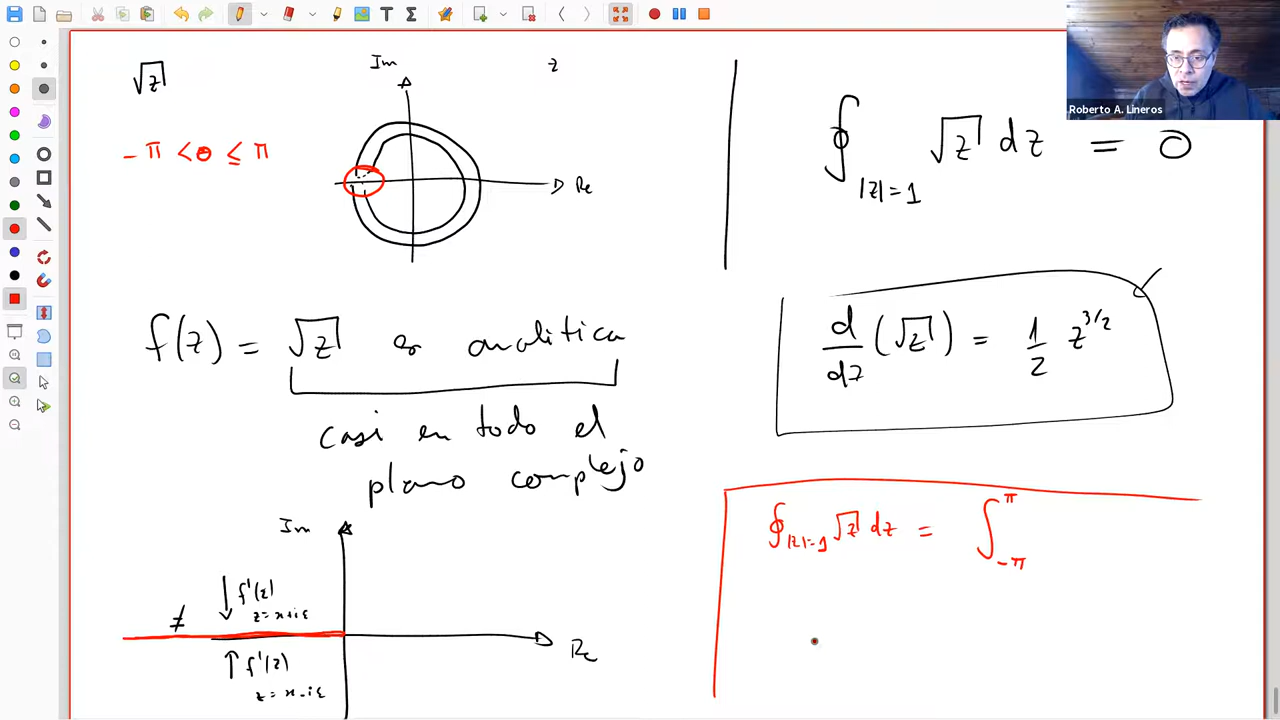 √z
- π < θ ≤ π
Im
z
Re
∮|z|=1 √z dz = 0
f(z) = √z es analitica
casi en todo el
plano complejo
d/dz (√z) = 1/2 z^3/2
Im
≠
↓ f'(z)
z = x+iε
↑ f'(z)
z = x-iε
Re
∮|z|=1 √z dz = ∫_-π^π
Roberto A. Lineros